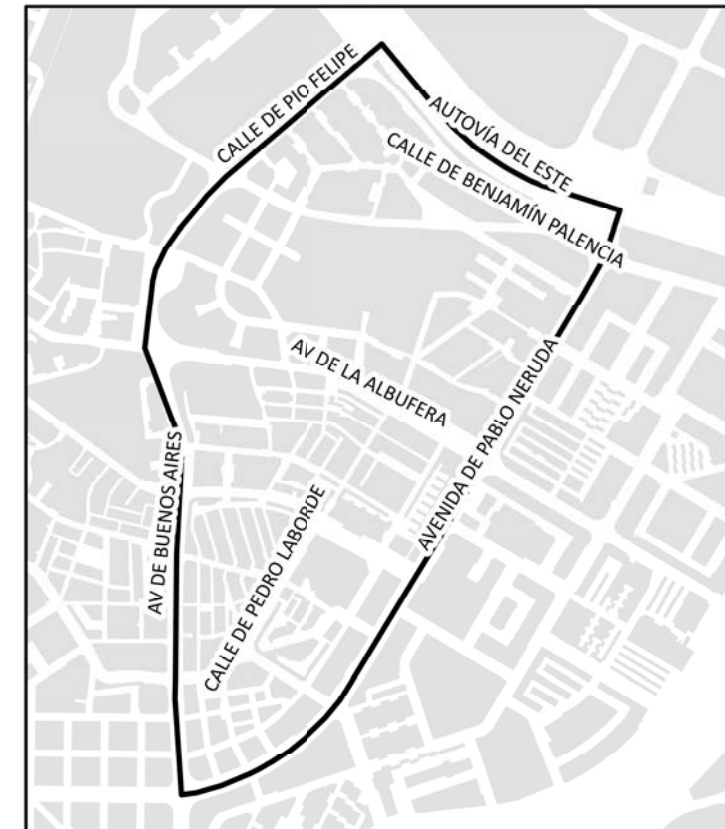 CALLE DE PIO FELIPE
AUTOVÍA DEL ESTE
CALLE DE BENJAMÍN PALENCIA
AV DE LA ALBUFERA
AVENIDA DE PABLO NERUDA
AV DE BUENOS AIRES
CALLE DE PEDRO LABORDE